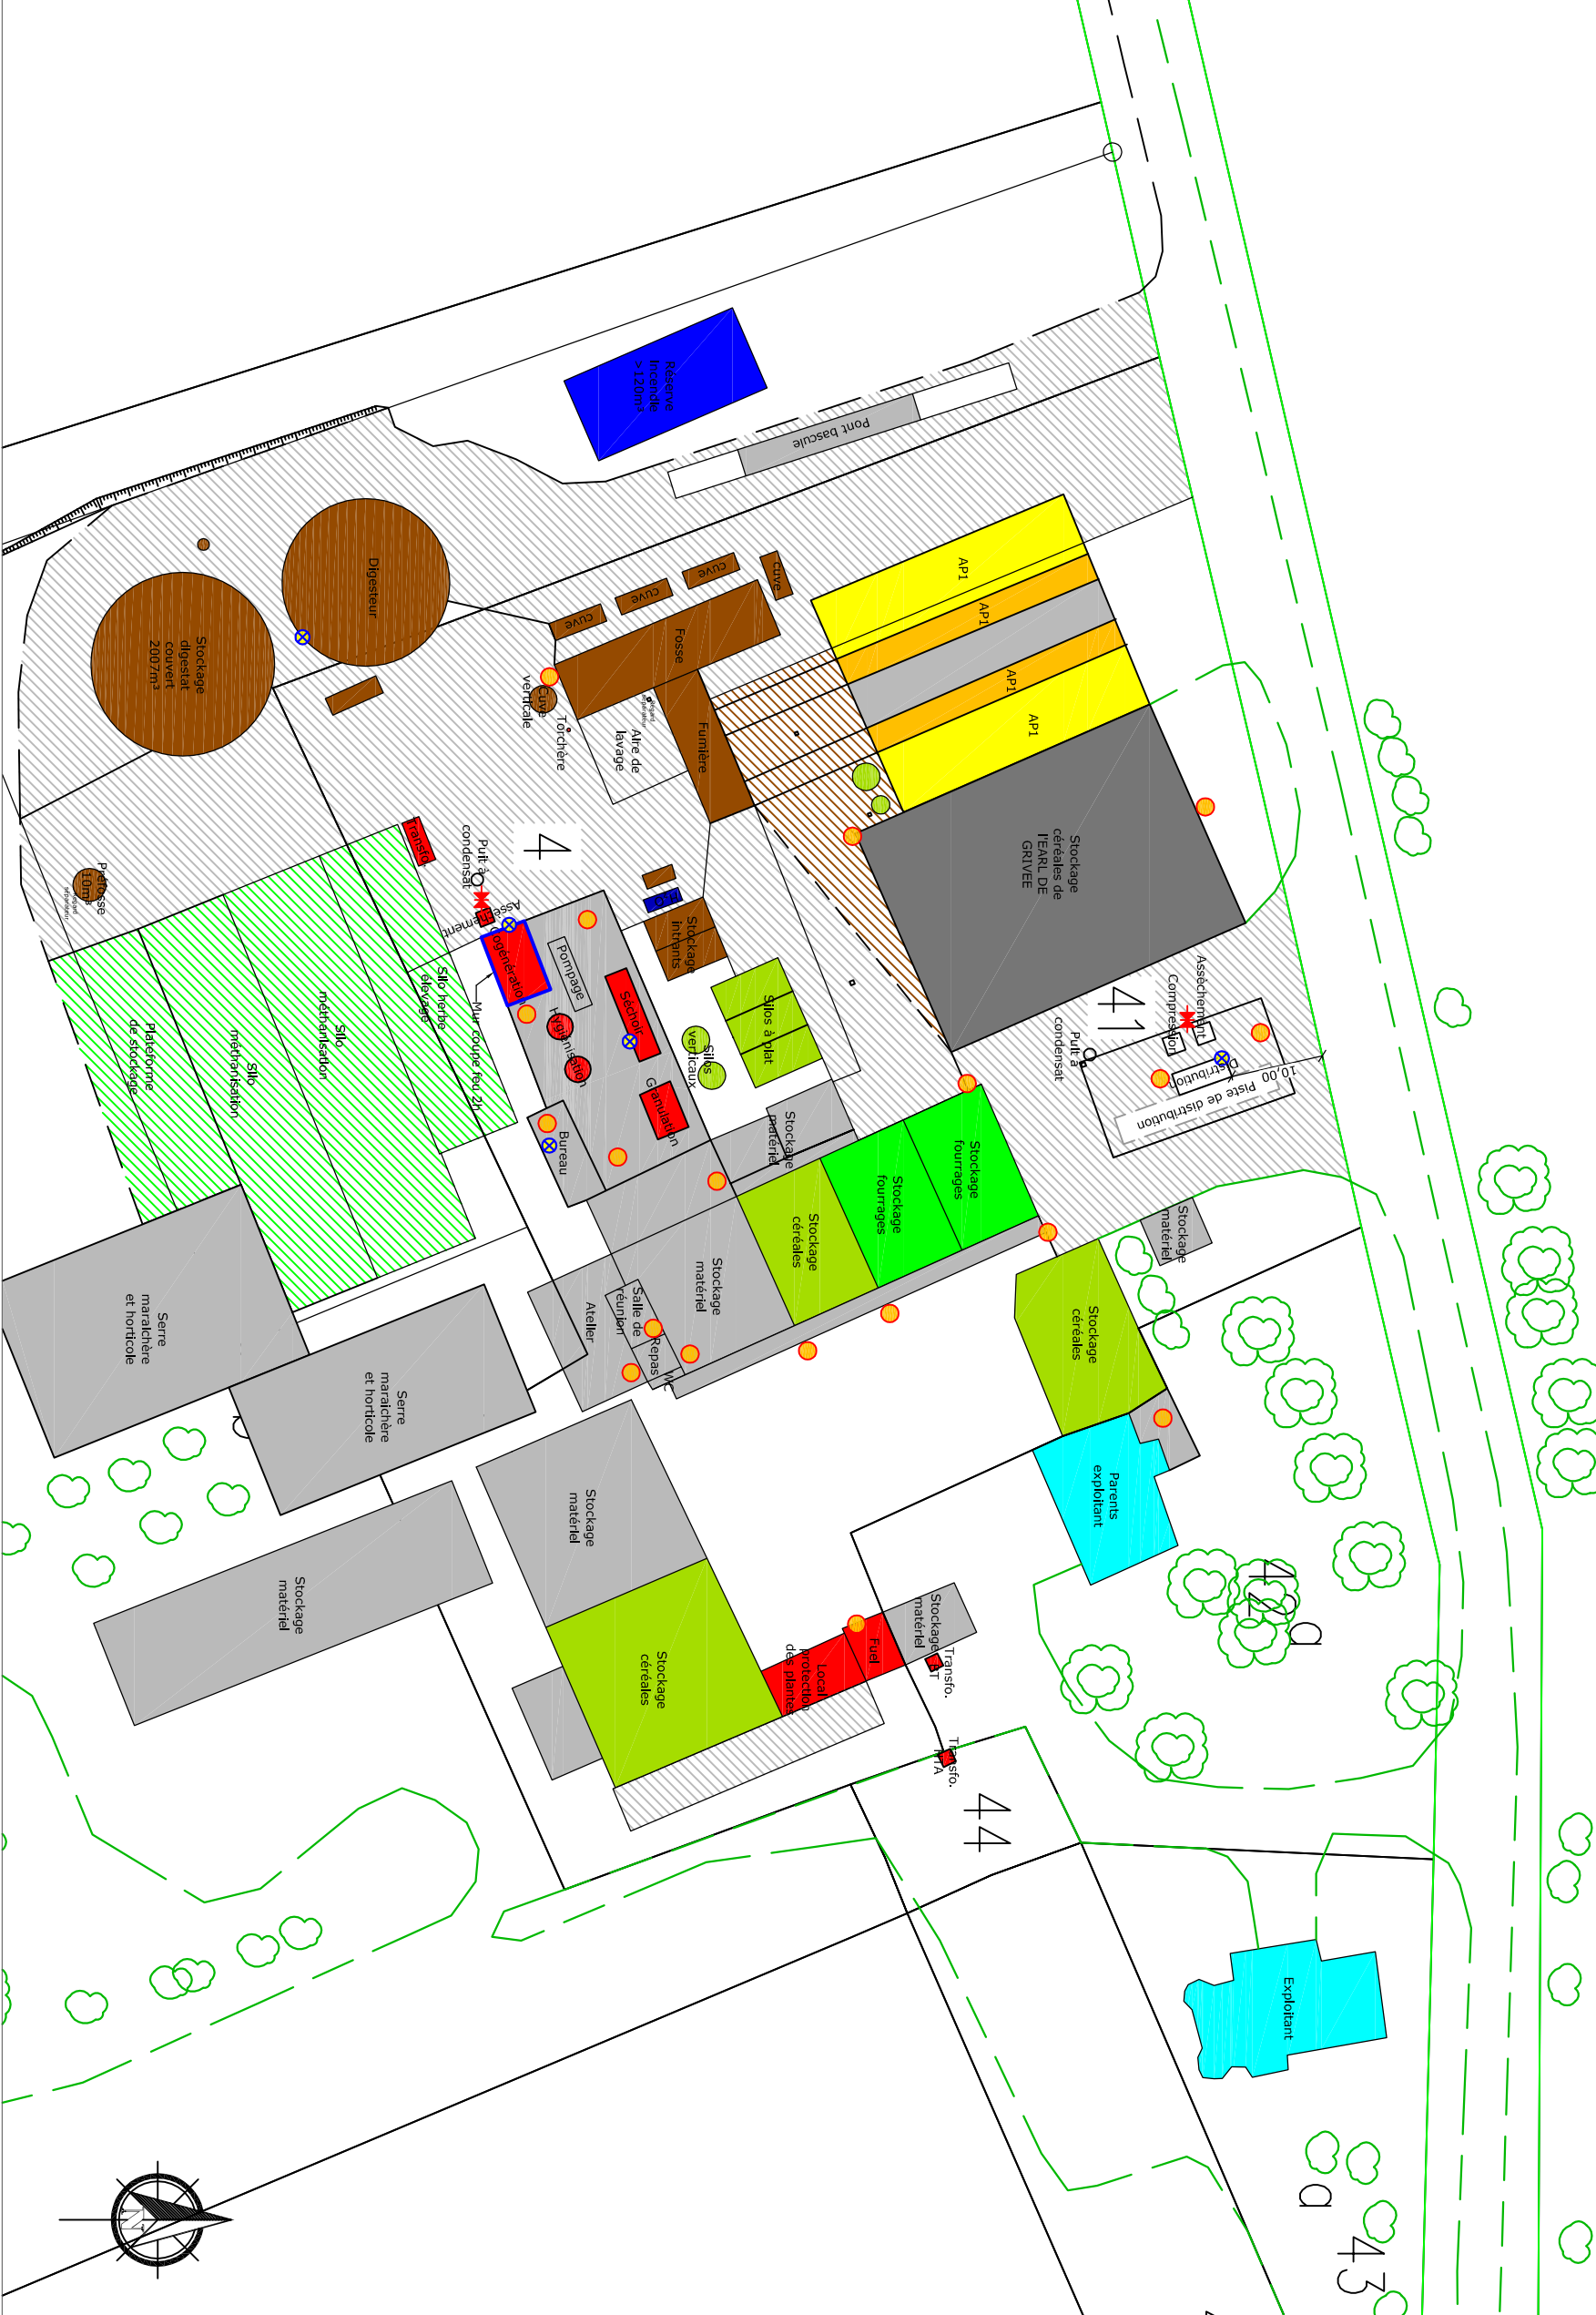 Réserve
incendie
>120m³
Pont bascule
AP1
AP1
AP1
AP1
cuve
cuve
cuve
cuve
Digesteur
Stockage
digestat
couvert
2007m³
Fosse
Fumière
Cuve
verticale
Torchère
Aire de
lavage
Regard
séparateur
Stockage
céréales de
l'EARL DE
GRIVEE
4
Transfo.
Puit à
condensat
Assèchement
Cogénération
Pompage
Séchoir
Hygiénisation
Granulation
Bureau
Mur coupe feu 2h
Stockage
intrants
Silos à plat
Silos
verticaux
Préfosse
10m³
Regard
séparateur
Plateforme
de stockage
Silo
méthanisation
Silo
méthanisation
Silo herbe
élevage
41
Assèchement
Compression
Puit à
condensat
Distribution
Piste de distribution
10,00
Stockage
matériel
Stockage
fourrages
Stockage
fourrages
Stockage
céréales
Stockage
matériel
Atelier
Salle de
réunion
Repas
WC
Stockage
matériel
Stockage
céréales
Parents
exploitant
Serre
maraîchère
et horticole
Serre
maraîchère
et horticole
Stockage
matériel
Stockage
matériel
Stockage
céréales
Local
protection
des plantes
Fuel
Stockage
matériel
Transfo.
BT
Transfo.
HTA
42
a
44
Exploitant
a
43
N